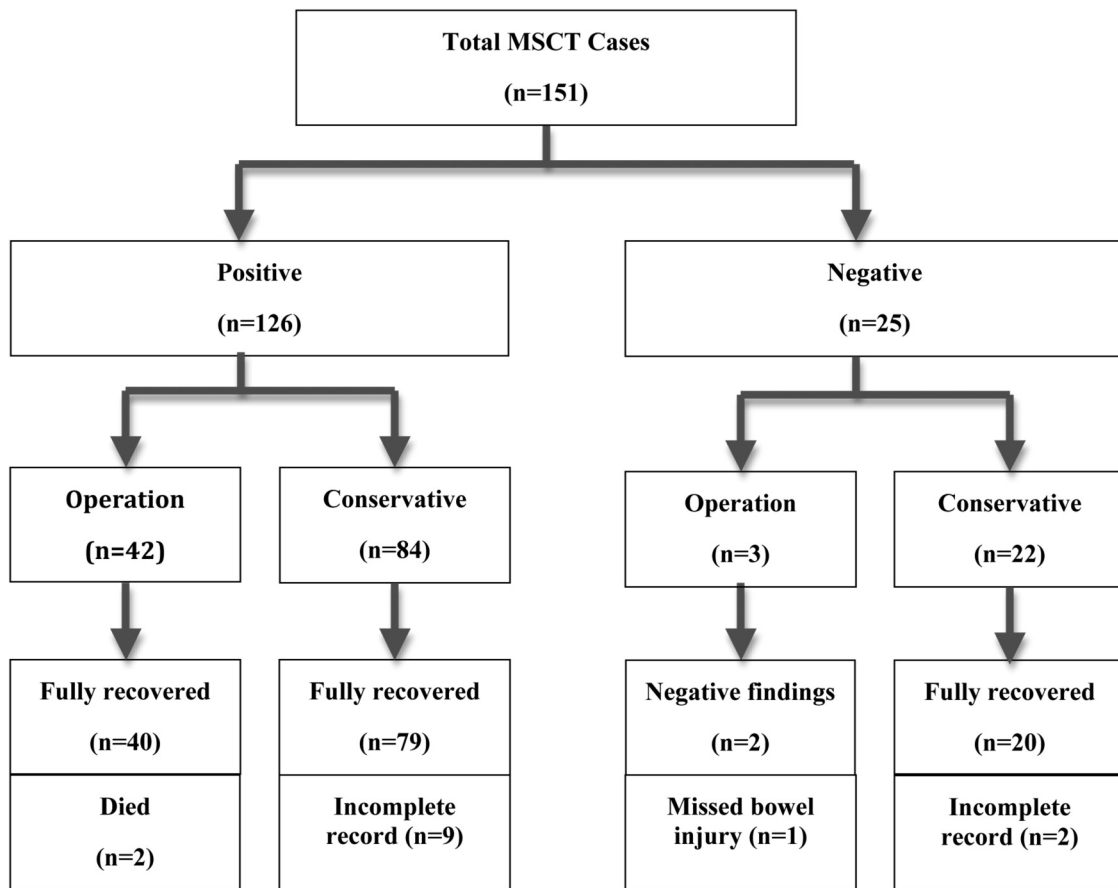 Total MSCT Cases
(n=151)
Positive
(n=126)
Negative
(n=25)
Operation
(n=42)
Conservative
(n=84)
Operation
(n=3)
Conservative
(n=22)
Fully recovered
(n=40)
Fully recovered
(n=79)
Negative findings
(n=2)
Fully recovered
(n=20)
Died
(n=2)
Incomplete
record (n=9)
Missed bowel
injury (n=1)
Incomplete
record (n=2)